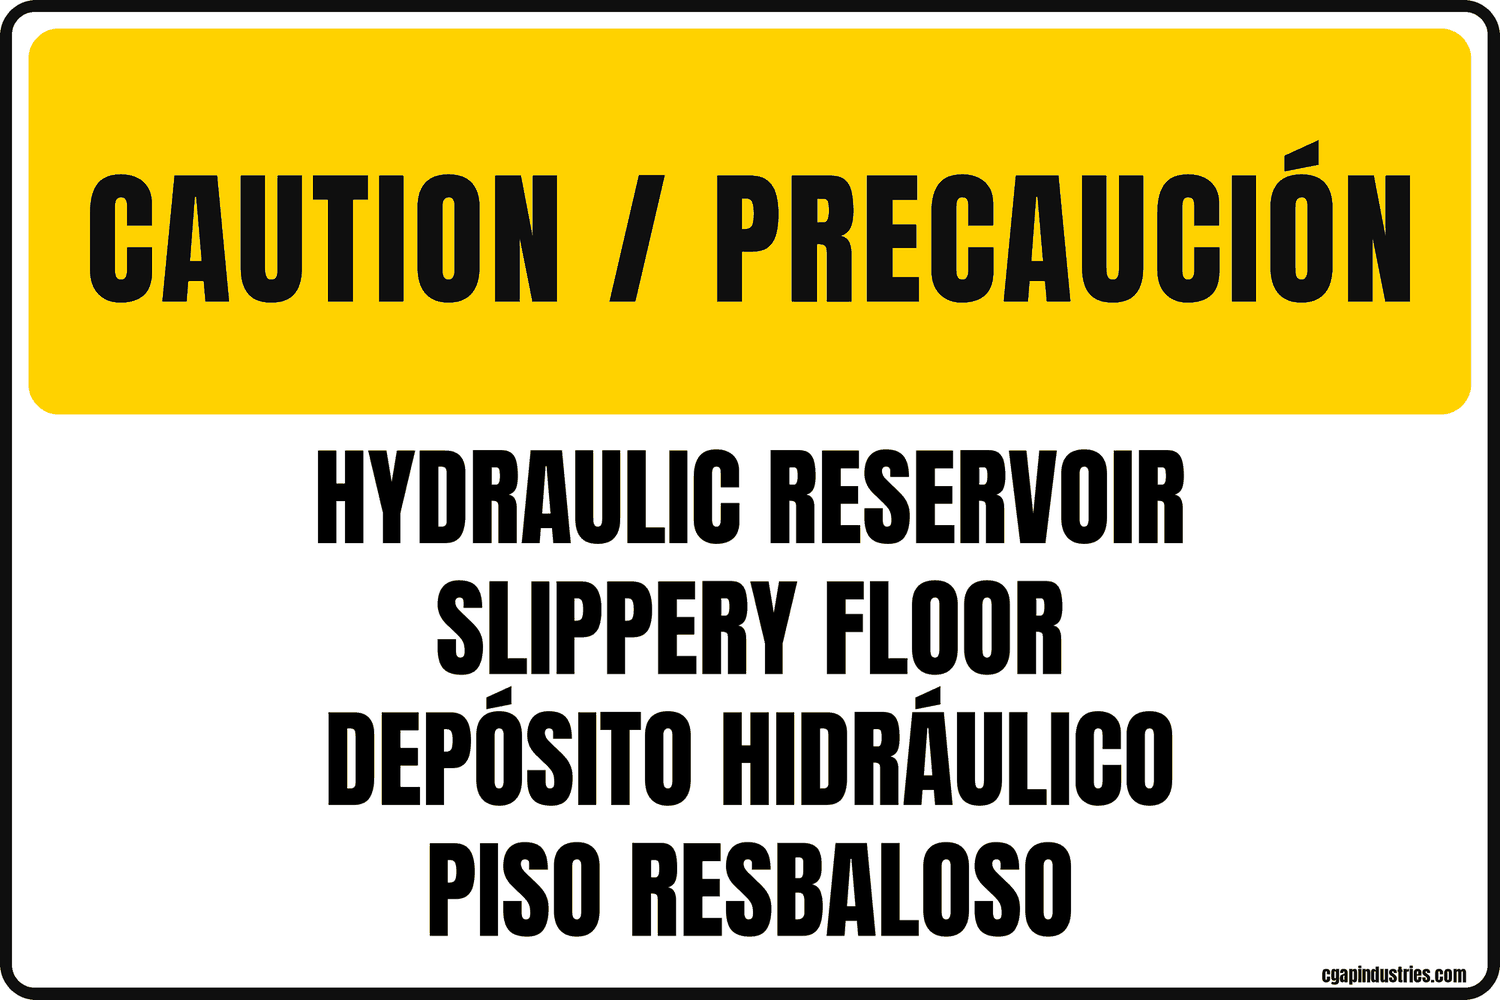 CAUTION / PRECAUCIÓN
HYDRAULIC RESERVOIR
SLIPPERY FLOOR
DEPÓSITO HIDRÁULICO
PISO RESBALOSO
cgapindustries.com